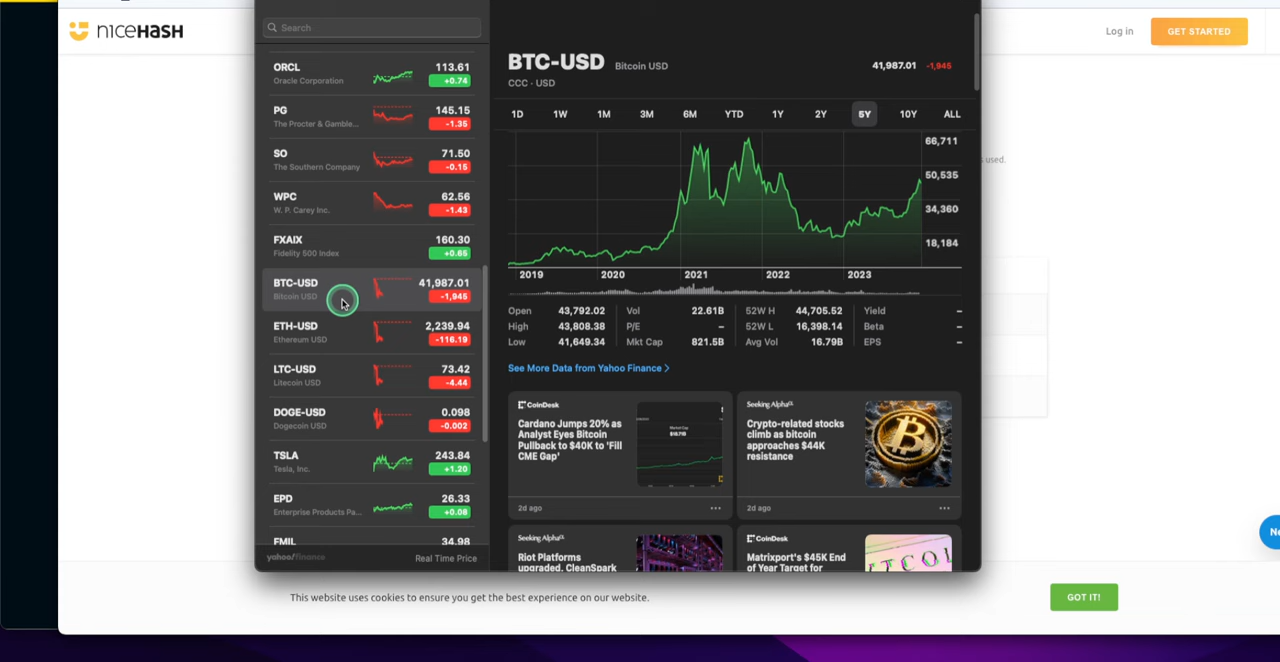 nicehash
Log in
GET STARTED
Search
ORCL
113.61
Oracle Corporation
+0.74
PG
145.15
The Procter & Gamble...
-1.35
SO
71.50
The Southern Company
-0.15
WPC
62.56
W. P. Carey Inc.
-1.43
FXAIX
160.30
Fidelity 500 Index
+0.65
BTC-USD
41,987.01
Bitcoin USD
-1,945
ETH-USD
2,239.94
Ethereum USD
-116.19
LTC-USD
73.42
Litecoin USD
-4.44
DOGE-USD
0.098
Dogecoin USD
-0.002
TSLA
243.84
Tesla, Inc.
+1.20
EPD
26.33
Enterprise Products Pa...
+0.08
FMIL
34.98
yahoo!finance
Real Time Price
BTC-USD Bitcoin USD
41,987.01 -1,945
CCC · USD
1D 1W 1M 3M 6M YTD 1Y 2Y 5Y 10Y ALL
66,711
50,535
34,360
18,184
2019 2020 2021 2022 2023
Open 43,792.02 Vol 22.61B 52W H 44,705.52 Yield –
High 43,808.38 P/E – 52W L 16,398.14 Beta –
Low 41,649.34 Mkt Cap 821.5B Avg Vol 16.79B EPS –
See More Data from Yahoo Finance >
CoinDesk
Cardano Jumps 20% as
Analyst Eyes Bitcoin
Pullback to $40K to 'Fill
CME Gap'
2d ago
Seeking Alpha
Crypto-related stocks
climb as bitcoin
approaches $44K
resistance
2d ago
Seeking Alpha
Riot Platforms
upgraded, CleanSpark
CoinDesk
Matrixport's $45K End
of Year Target for
s used.
Ne
This website uses cookies to ensure you get the best experience on our website.
GOT IT!